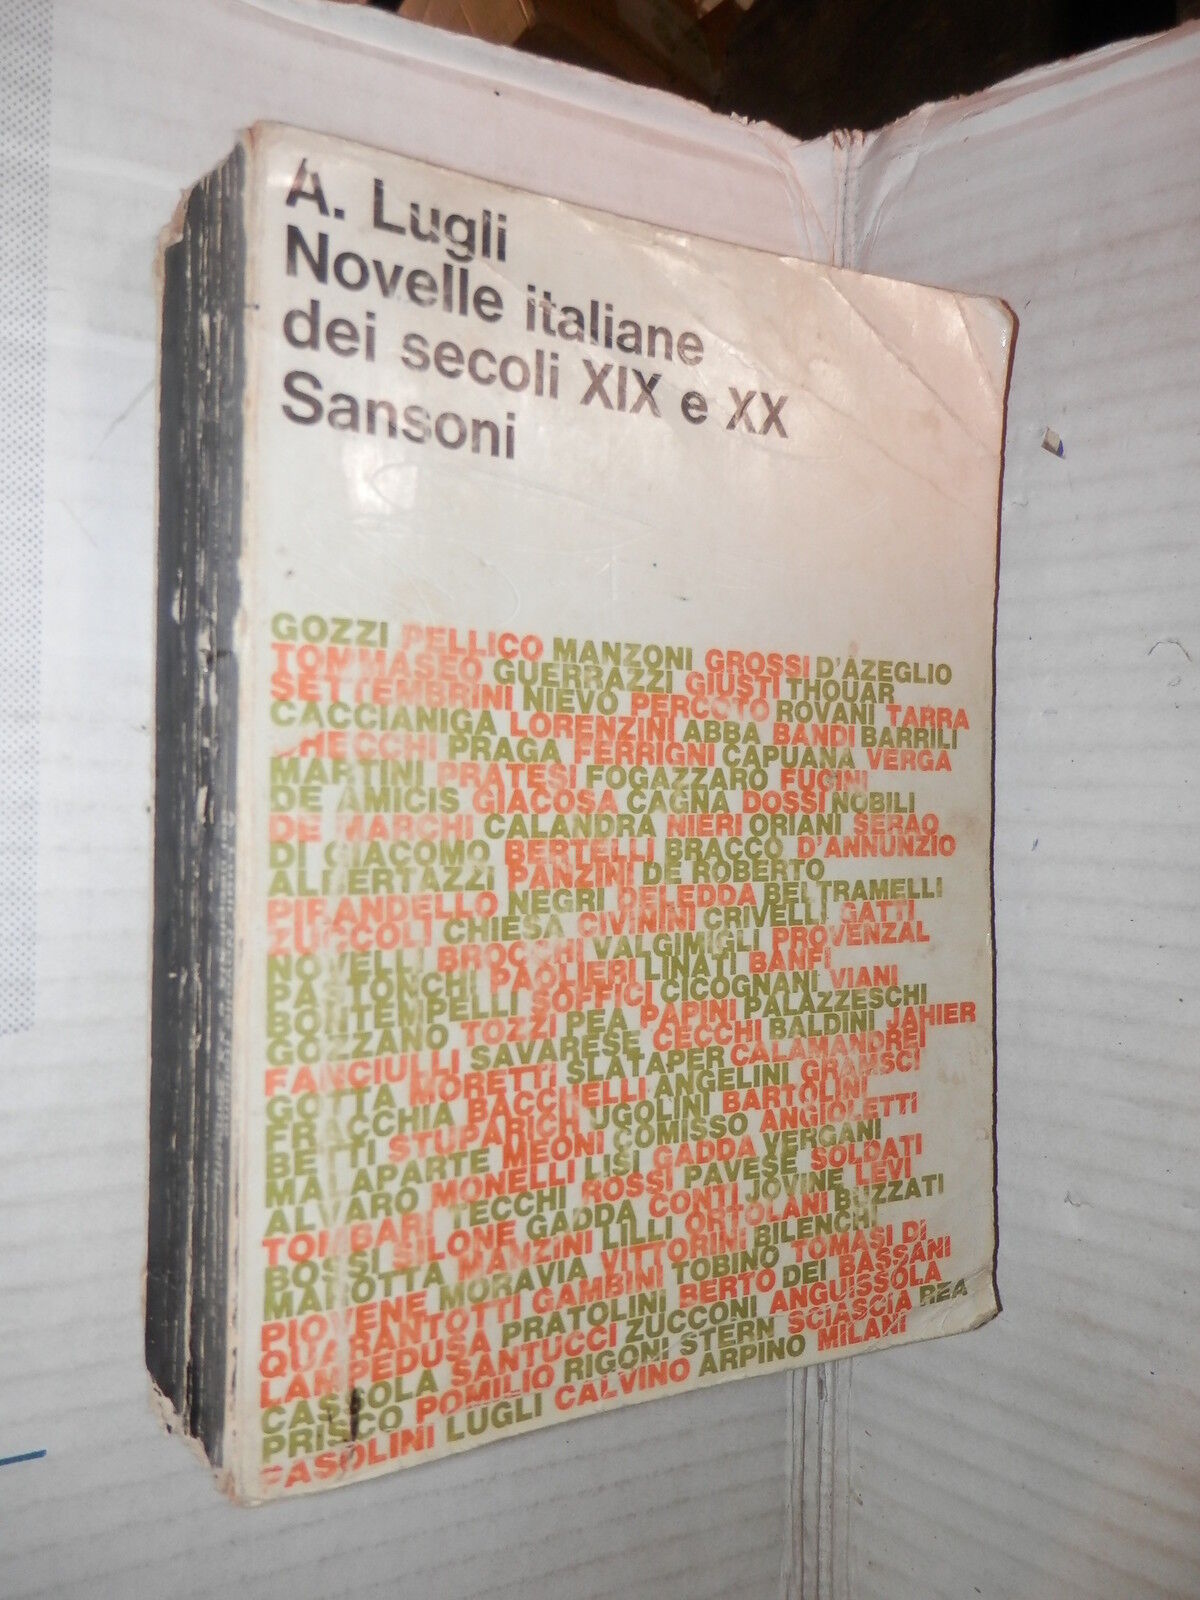 A. Lugli
Novelle italiane
dei secoli XIX e XX
Sansoni
GOZZI PELLICO MANZONI GROSSI D'AZEGLIO
TOMMASEO GUERRAZZI GIUSTI THOUAR
SETTEMBRINI NIEVO PERCOTO ROVANI TARRA
CACCIANIGA LORENZINI ABBA BANDI BARRILI
CHECCHI PRAGA FERRIGNI CAPUANA VERGA
MARTINI PRATESI FOGAZZARO FUCINI
DE AMICIS GIACOSA CAGNA DOSSI NOBILI
DE MARCHI CALANDRA NIERI ORIANI SERAO
DI GIACOMO BERTELLI BRACCO D'ANNUNZIO
ALBERTAZZI PANZINI DE ROBERTO
PIRANDELLO NEGRI DELEDDA BELTRAMELLI
ZUCCOLI CHIESA CIVININI CRIVELLI GATTI
NOVELLI BROCCHI VALGIMIGLI PROVENZAL
PASTONCHI PAOLIERI LINATI BANFI
BONTEMPELLI SOFFICI CICOGNANI VIANI
GOZZANO TOZZI PEA PAPINI PALAZZESCHI
FANCIULLI SAVARESE CECCHI BALDINI JAHIER
GOTTA MORETTI SLATAPER CALAMANDREI
FRACCHIA BACCHELLI ANGELINI GRAMSCI
BETTI STUPARICH UGOLINI BARTOLINI
MALAPARTE MEONI COMISSO ANGIOLETTI
ALVARO MONELLI LISI GADDA VERGANI
TOMBARI TECCHI ROSSI PAVESE SOLDATI
BOSSI SILONE GADDA CONTI JOVINE LEVI
MAROTTA MANZINI LILLI ORTOLANI BUZZATI
PIOVENE MORAVIA VITTORINI BILENCHI
QUARANTOTTI GAMBINI TOBINO TOMASI DI
LAMPEDUSA PRATOLINI BERTO DEI BASSANI
CASSOLA SANTUCCI ZUCCONI ANGUISSOLA
PRISCO POMILIO RIGONI STERN SCIASCIA REA
PASOLINI LUGLI CALVINO ARPINO MILANI